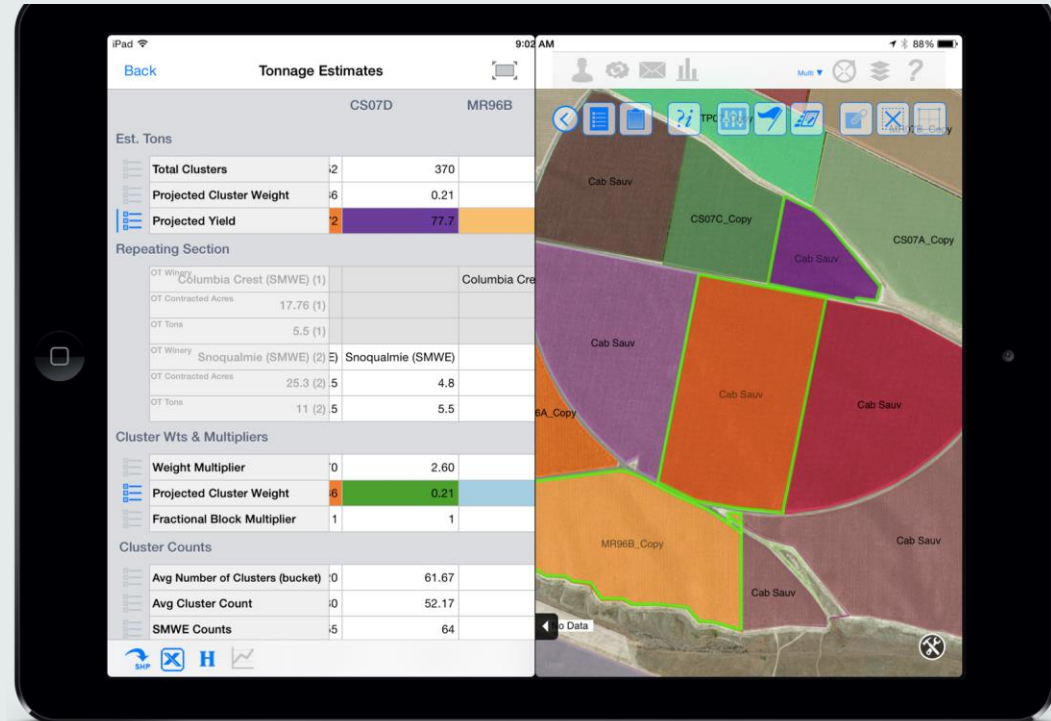 iPad 9:02 AM 88%
Back Tonnage Estimates Multi ▼ ?
CS07D MR96B
Est. Tons
Total Clusters 370
Projected Cluster Weight 0.21
Projected Yield 77.7
Repeating Section
OT Winery Columbia Crest (SMWE) (1) Columbia Cre
OT Contracted Acres 17.76 (1)
OT Tons 5.5 (1)
OT Winery Snoqualmie (SMWE) (2) E) Snoqualmie (SMWE)
OT Contracted Acres 25.3 (2) .5 4.8
OT Tons 11 (2) .5 5.5
Cluster Wts & Multipliers
Weight Multiplier 2.60
Projected Cluster Weight 0.21
Fractional Block Multiplier 1 1
Cluster Counts
Avg Number of Clusters (bucket) 61.67
Avg Cluster Count 52.17
SMWE Counts 64
SHP X H
?i
Cab Sauv
CS07C_Copy
CS07A_Copy
Cab Sauv
Cab Sauv
Cab Sauv
Cab Sauv
6A_Copy
MR96B_Copy
Cab Sauv
Cab Sauv
No Data